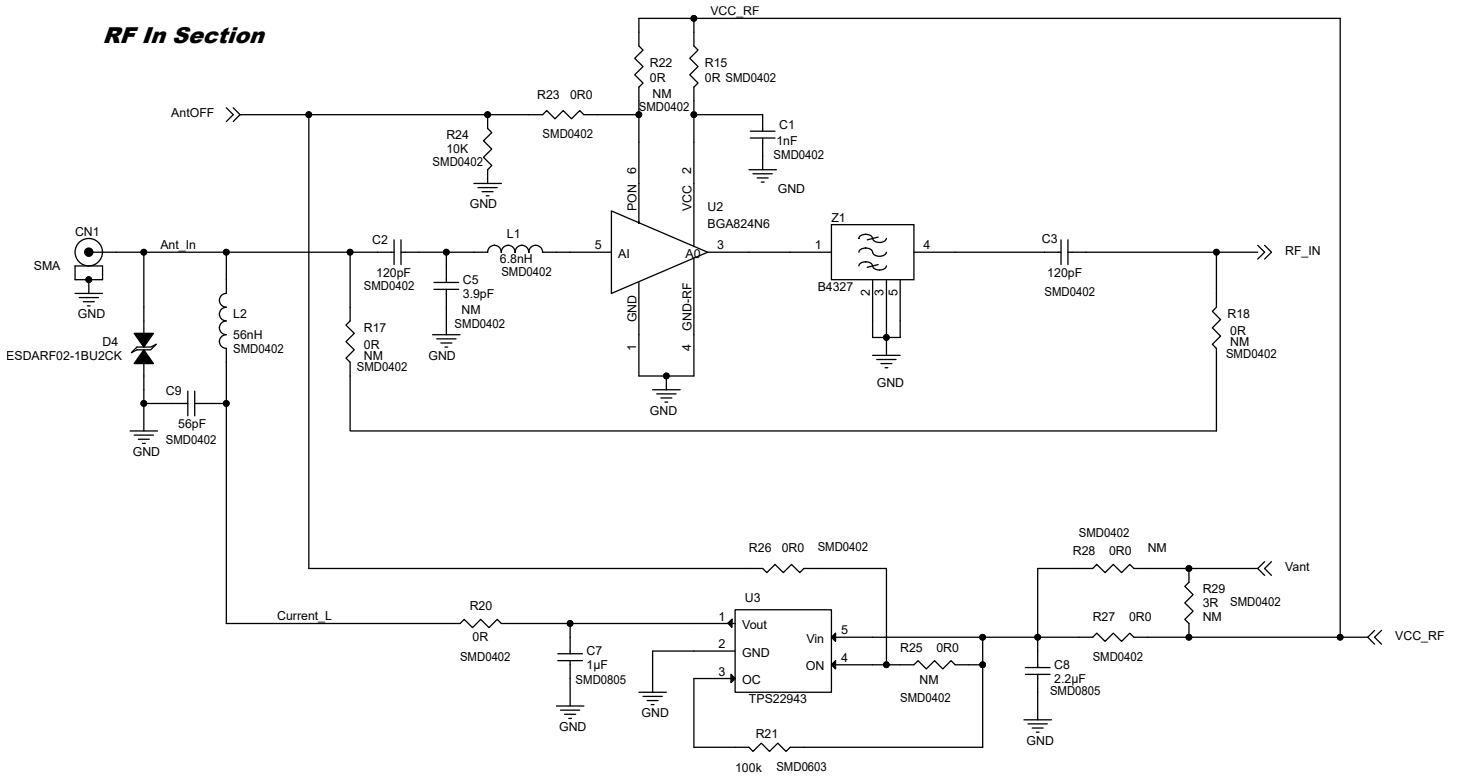 RF In Section
VCC_RF
R22
0R
NM
SMD0402
R15
0R SMD0402
R23 0R0
SMD0402
AntOFF
R24
10K
SMD0402
GND
C1
1nF
SMD0402
GND
6
PON
2
VCC
U2
BGA824N6
CN1
SMA
GND
Ant_In
C2
120pF
SMD0402
L1
6.8nH
SMD0402
5
AI
AO
3
C5
3.9pF
NM
SMD0402
GND
GND
1
GND-RF
4
GND
Z1
1
4
B4327
2
3
5
GND
C3
120pF
SMD0402
RF_IN
D4
ESDARF02-1BU2CK
L2
56nH
SMD0402
R17
0R
NM
SMD0402
R18
0R
NM
SMD0402
C9
56pF
SMD0402
GND
SMD0402
R28 0R0 NM
R26 0R0 SMD0402
Vant
R29
3R SMD0402
NM
Current_L
R20
0R
SMD0402
C7
1µF
SMD0805
GND
U3
1
Vout
2
GND
3
OC
Vin
5
ON
4
TPS22943
GND
R25 0R0
NM
SMD0402
R27 0R0
SMD0402
VCC_RF
C8
2.2µF
SMD0805
GND
R21
100k SMD0603